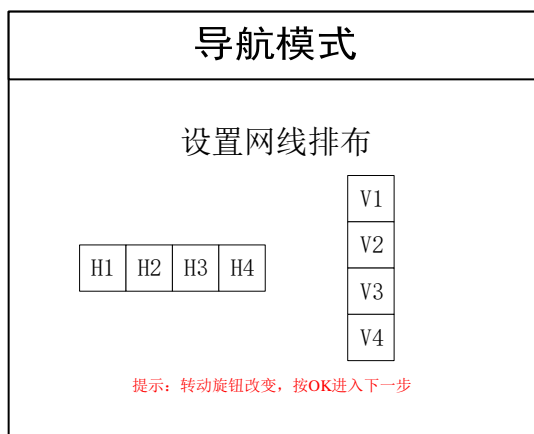 导航模式
设置网线排布
V1
V2
H1 H2 H3 H4
V3
V4
提示：转动旋钮改变，按OK进入下一步